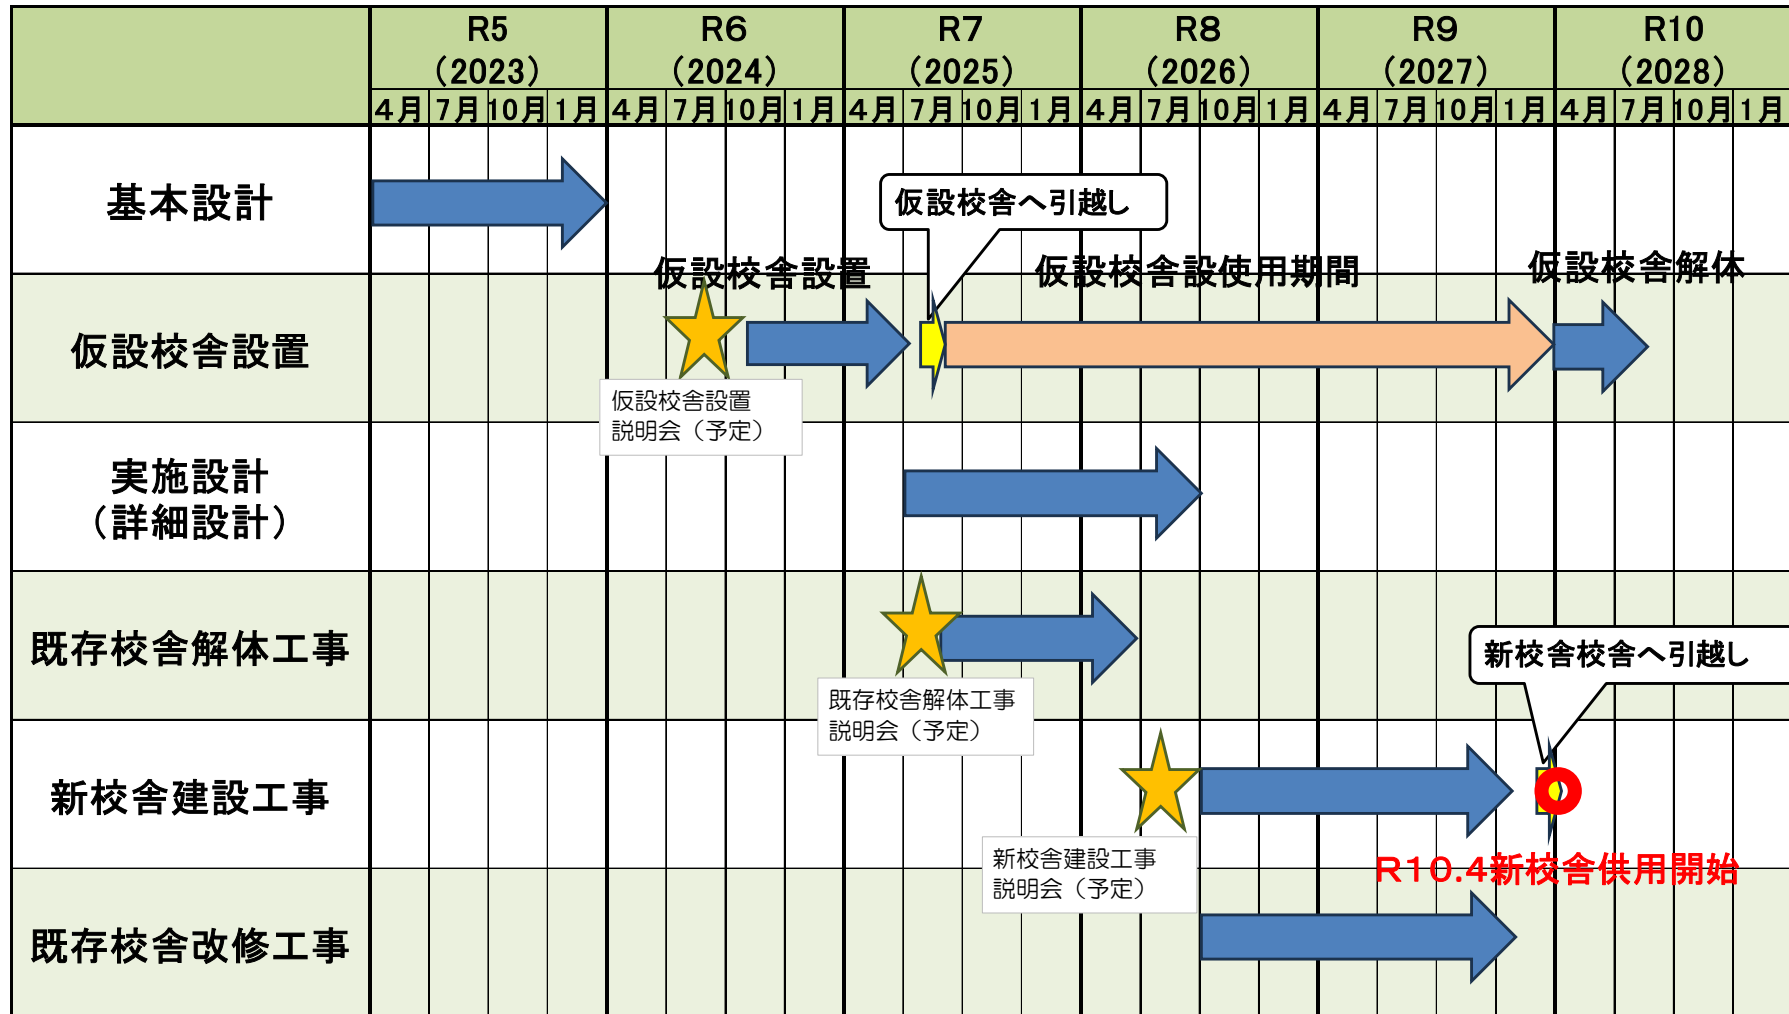 R5 R6 R7 R8 R9 R10
（2023） （2024） （2025） （2026） （2027） （2028）
4月 7月 10月 1月 4月 7月 10月 1月 4月 7月 10月 1月 4月 7月 10月 1月 4月 7月 10月 1月 4月 7月 10月 1月
基本設計
仮設校舎へ引越し
仮設校舎設置 仮設校舎設使用期間 仮設校舎解体
仮設校舎設置
仮設校舎設置
説明会（予定）
実施設計
（詳細設計）
既存校舎解体工事
新校舎校舎へ引越し
既存校舎解体工事
説明会（予定）
新校舎建設工事
新校舎建設工事
説明会（予定）
R10.4新校舎供用開始
既存校舎改修工事